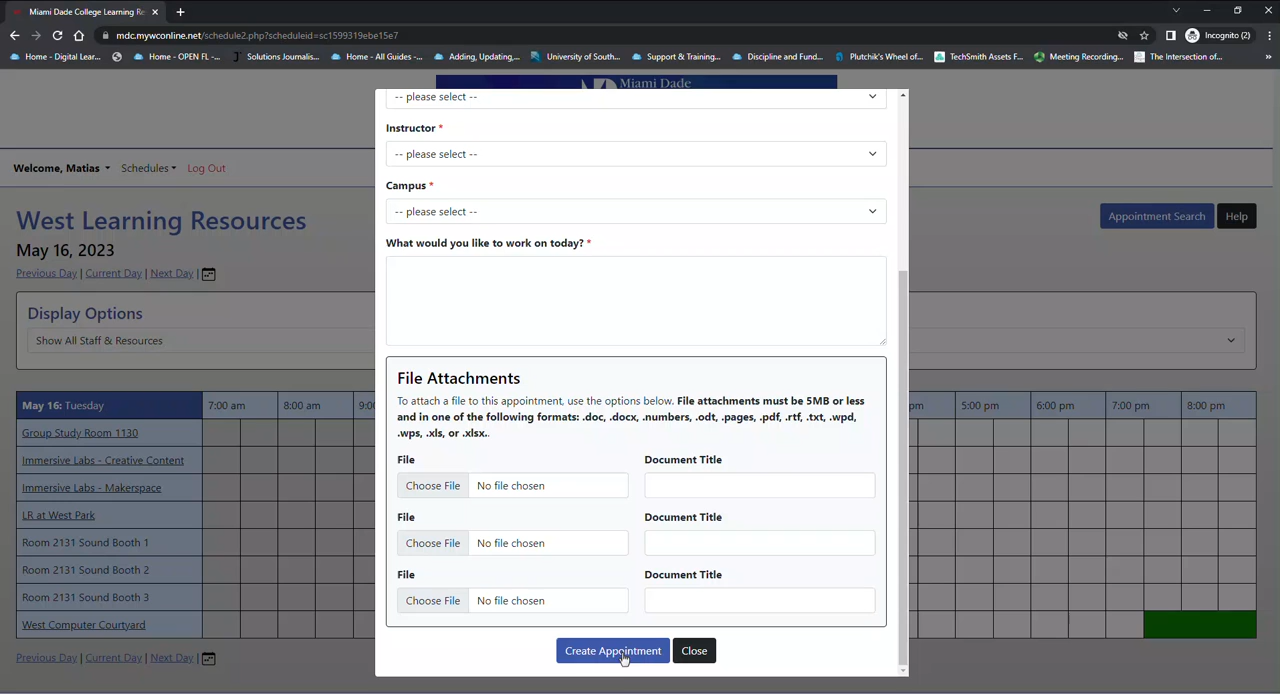 Miami Dade College Learning Re
mdc.mywconline.net/schedule2.php?scheduleid=sc1599319ebe15e7
Incognito (2)
Home - Digital Lear...
Home - OPEN FL -...
Solutions Journalis...
Home - All Guides -...
Adding, Updating,...
University of South...
Support & Training...
Discipline and Fund...
Plutchik's Wheel of...
TechSmith Assets F...
Meeting Recording...
The Intersection of...
»
Miami Dade
Welcome, Matias
Schedules
Log Out
West Learning Resources
May 16, 2023
Previous Day | Current Day | Next Day |
Appointment Search
Help
Display Options
Show All Staff & Resources
May 16: Tuesday
7:00 am
8:00 am
9:00
pm
5:00 pm
6:00 pm
7:00 pm
8:00 pm
Group Study Room 1130
Immersive Labs - Creative Content
Immersive Labs - Makerspace
LR at West Park
Room 2131 Sound Booth 1
Room 2131 Sound Booth 2
Room 2131 Sound Booth 3
West Computer Courtyard
Previous Day | Current Day | Next Day |
-- please select --
Instructor *
-- please select --
Campus *
-- please select --
What would you like to work on today? *
File Attachments
To attach a file to this appointment, use the options below. File attachments must be 5MB or less
and in one of the following formats: .doc, .docx, .numbers, .odt, .pages, .pdf, .rtf, .txt, .wpd,
.wps, .xls, or .xlsx..
File
Document Title
Choose File No file chosen
File
Document Title
Choose File No file chosen
File
Document Title
Choose File No file chosen
Create Appointment
Close